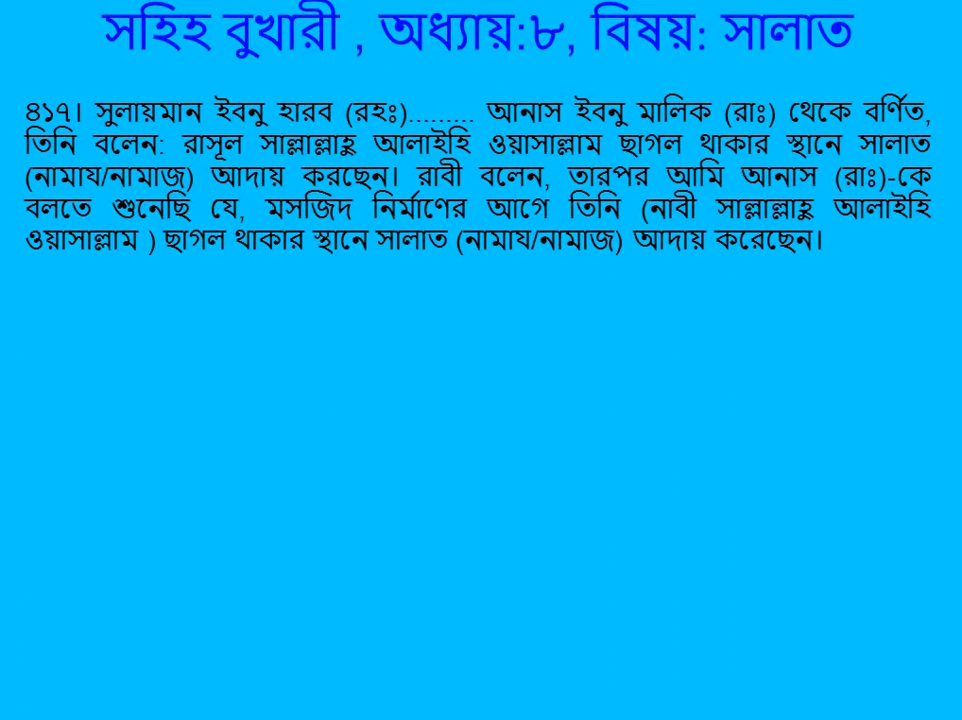 সহিহ বুখারী , অধ্যায়:৮, বিষয়: সালাত
৪১৭। সুলায়মান ইবনু হারব (রহঃ)......... আনাস ইবনু মালিক (রাঃ) থেকে বর্ণিত,
তিনি বলেন: রাসূল সাল্লাল্লাহু আলাইহি ওয়াসাল্লাম ছাগল থাকার স্থানে সালাত
(নামায/নামাজ) আদায় করছেন। রাবী বলেন, তারপর আমি আনাস (রাঃ)-কে
বলতে শুনেছি যে, মসজিদ নির্মাণের আগে তিনি (নাবী সাল্লাল্লাহু আলাইহি
ওয়াসাল্লাম ) ছাগল থাকার স্থানে সালাত (নামায/নামাজ) আদায় করেছেন।